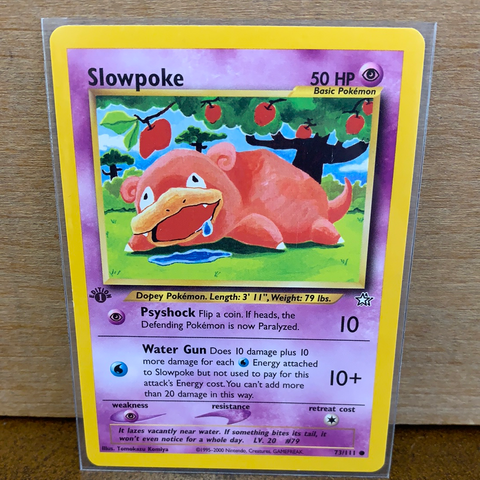 Slowpoke 50 HP
Basic Pokémon
Dopey Pokémon. Length: 3' 11", Weight: 79 lbs.
EDITION 1
Psyshock Flip a coin. If heads, the
Defending Pokémon is now Paralyzed. 10
Water Gun Does 10 damage plus 10
more damage for each Energy attached
to Slowpoke but not used to pay for this
attack's Energy cost. You can't add more
than 20 damage in this way. 10+
weakness resistance retreat cost
It lazes vacantly near water. If something bites its tail, it
won't even notice for a whole day. LV. 20 #79
Illus. Tomokazu Komiya ©1995-2000 Nintendo, Creatures, GAMEFREAK. 73/111